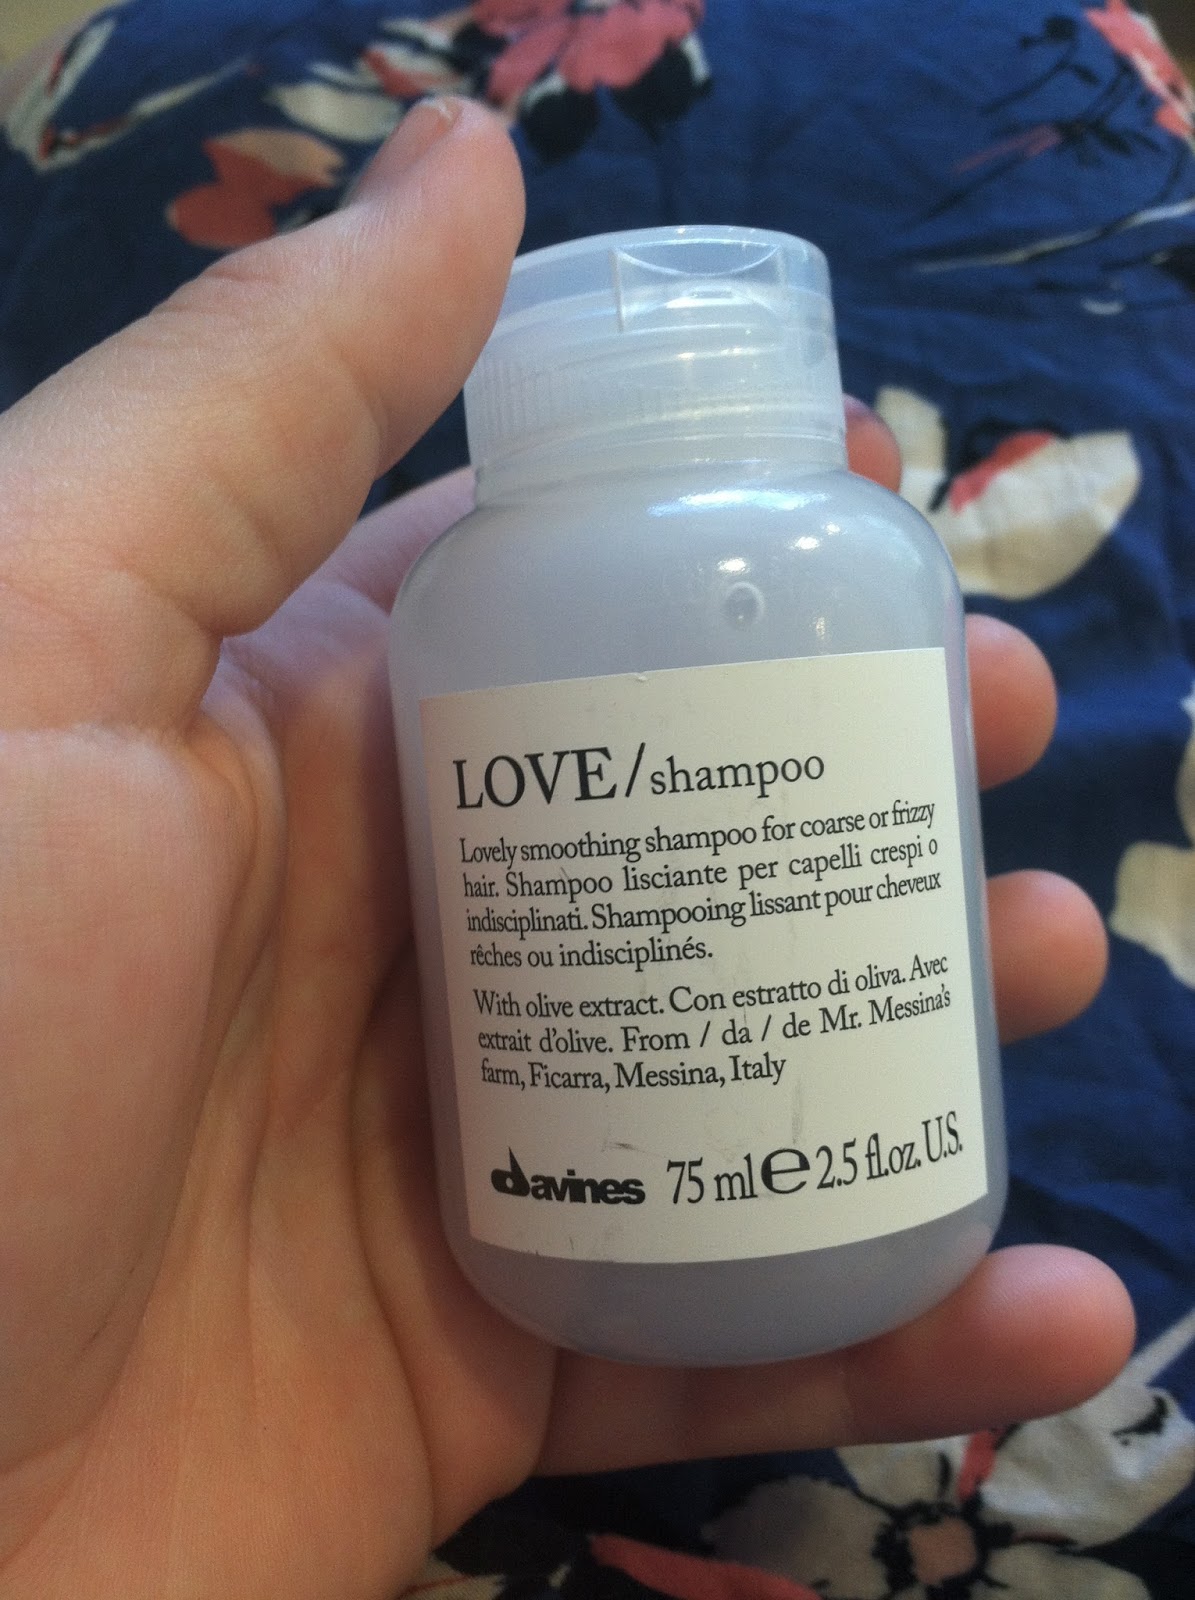 LOVE/shampoo
Lovely smoothing shampoo for coarse or frizzy
hair. Shampoo lisciante per capelli crespi o
indisciplinati. Shampooing lissant pour cheveux
rêches ou indisciplinés.
With olive extract. Con estratto di oliva. Avec
extrait d'olive. From / da / de Mr. Messina's
farm, Ficarra, Messina, Italy
davines 75 ml ℮ 2.5 fl.oz. U.S.